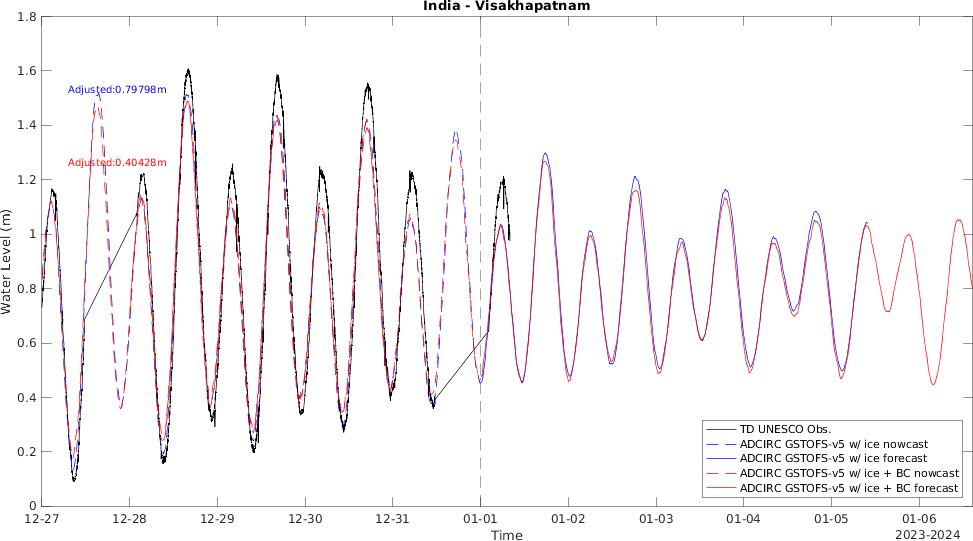 India - Visakhapatnam
1.8
1.6
1.4
1.2
1
0.8
0.6
0.4
0.2
0
Water Level (m)
Adjusted:0.79798m
Adjusted:0.40428m
TD UNESCO Obs.
ADCIRC GSTOFS-v5 w/ ice nowcast
ADCIRC GSTOFS-v5 w/ ice forecast
ADCIRC GSTOFS-v5 w/ ice + BC nowcast
ADCIRC GSTOFS-v5 w/ ice + BC forecast
12-27 12-28 12-29 12-30 12-31 01-01 01-02 01-03 01-04 01-05 01-06
Time
2023-2024